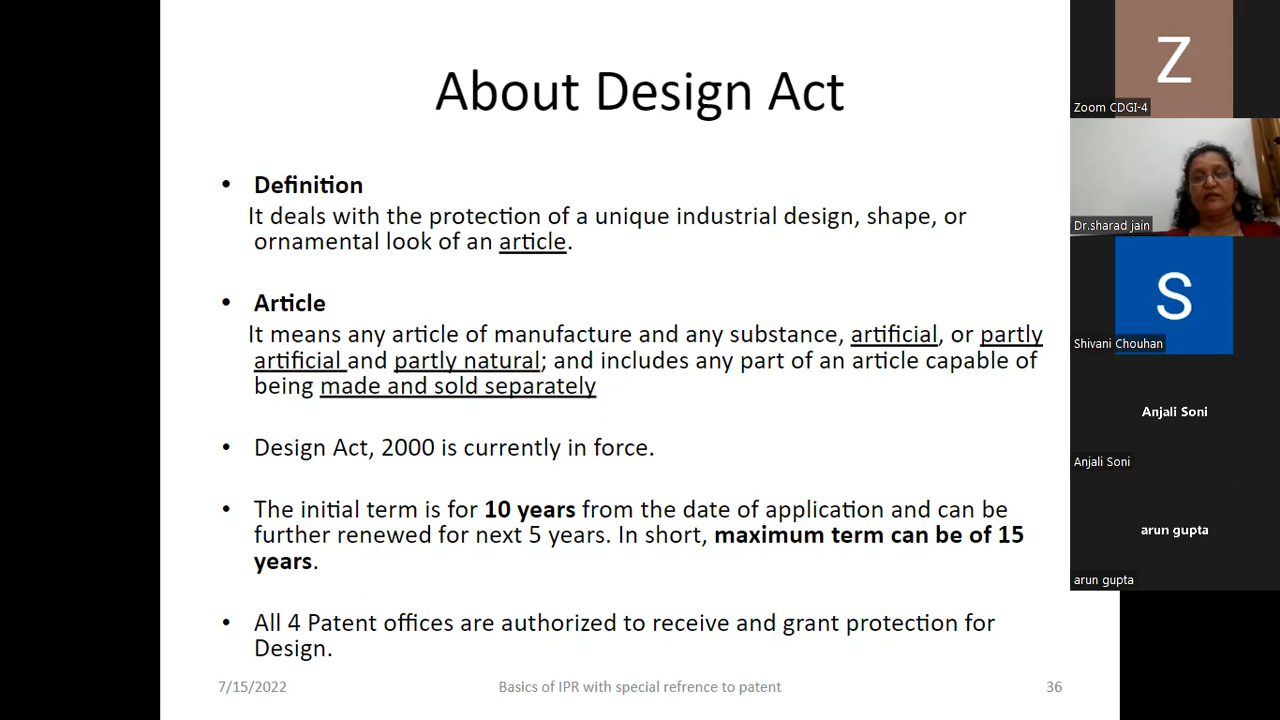 About Design Act
• Definition
It deals with the protection of a unique industrial design, shape, or
ornamental look of an article.
• Article
It means any article of manufacture and any substance, artificial, or partly
artificial and partly natural; and includes any part of an article capable of
being made and sold separately
• Design Act, 2000 is currently in force.
• The initial term is for 10 years from the date of application and can be
further renewed for next 5 years. In short, maximum term can be of 15
years.
• All 4 Patent offices are authorized to receive and grant protection for
Design.
7/15/2022
Basics of IPR with special refrence to patent
36
Z
Zoom CDGI-4
Dr.sharad jain
S
Shivani Chouhan
Anjali Soni
Anjali Soni
arun gupta
arun gupta